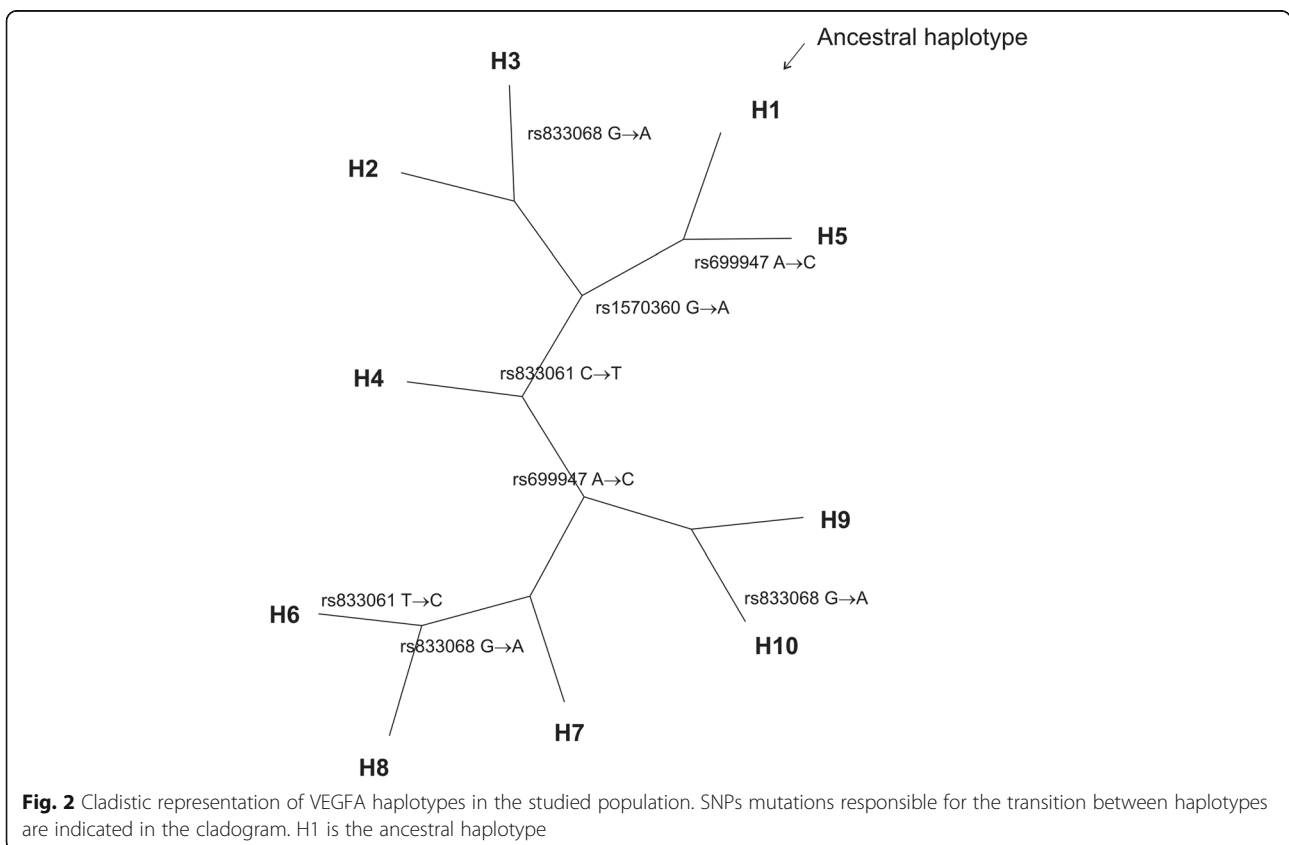 Ancestral haplotype
H3
H1
rs833068 G→A
H2
H5
rs699947 A→C
rs1570360 G→A
rs833061 C→T
H4
rs699947 A→C
H9
rs833061 T→C
rs833068 G→A
H6
rs833068 G→A
H10
H7
H8
Fig. 2 Cladistic representation of VEGFA haplotypes in the studied population. SNPs mutations responsible for the transition between haplotypes
are indicated in the cladogram. H1 is the ancestral haplotype